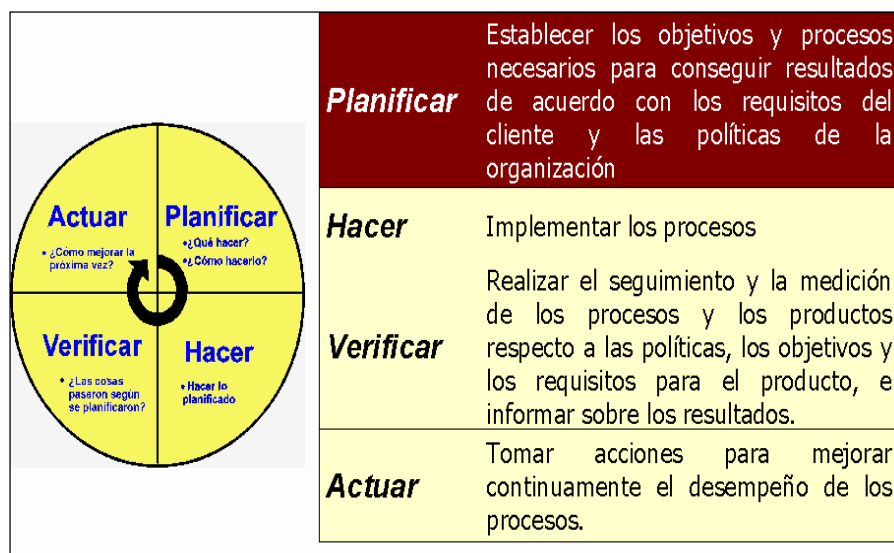 Actuar
• ¿Cómo mejorar la
próxima vez?
Planificar
•¿Qué hacer?
•¿Cómo hacerlo?
Verificar
• ¿Las cosas
pasaron según
se planificaron?
Hacer
• Hacer lo
planificado
Planificar
Establecer los objetivos y procesos
necesarios para conseguir resultados
de acuerdo con los requisitos del
cliente y las políticas de la
organización
Hacer
Implementar los procesos
Verificar
Realizar el seguimiento y la medición
de los procesos y los productos
respecto a las políticas, los objetivos y
los requisitos para el producto, e
informar sobre los resultados.
Actuar
Tomar acciones para mejorar
continuamente el desempeño de los
procesos.